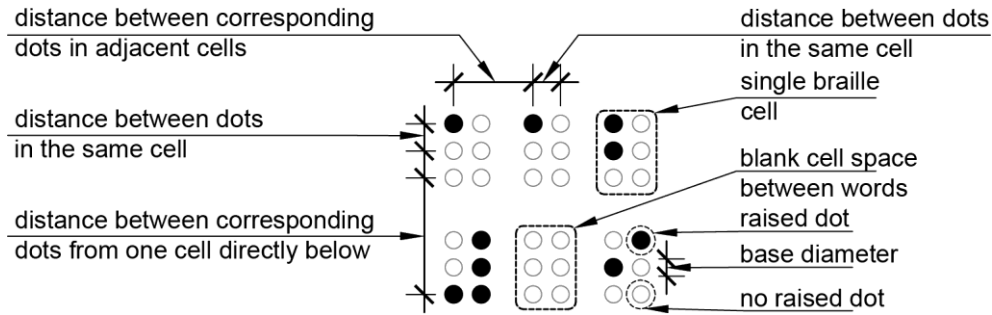 distance between corresponding
dots in adjacent cells
distance between dots
in the same cell
distance between corresponding
dots from one cell directly below
distance between dots
in the same cell
single braille
cell
blank cell space
between words
raised dot
base diameter
no raised dot